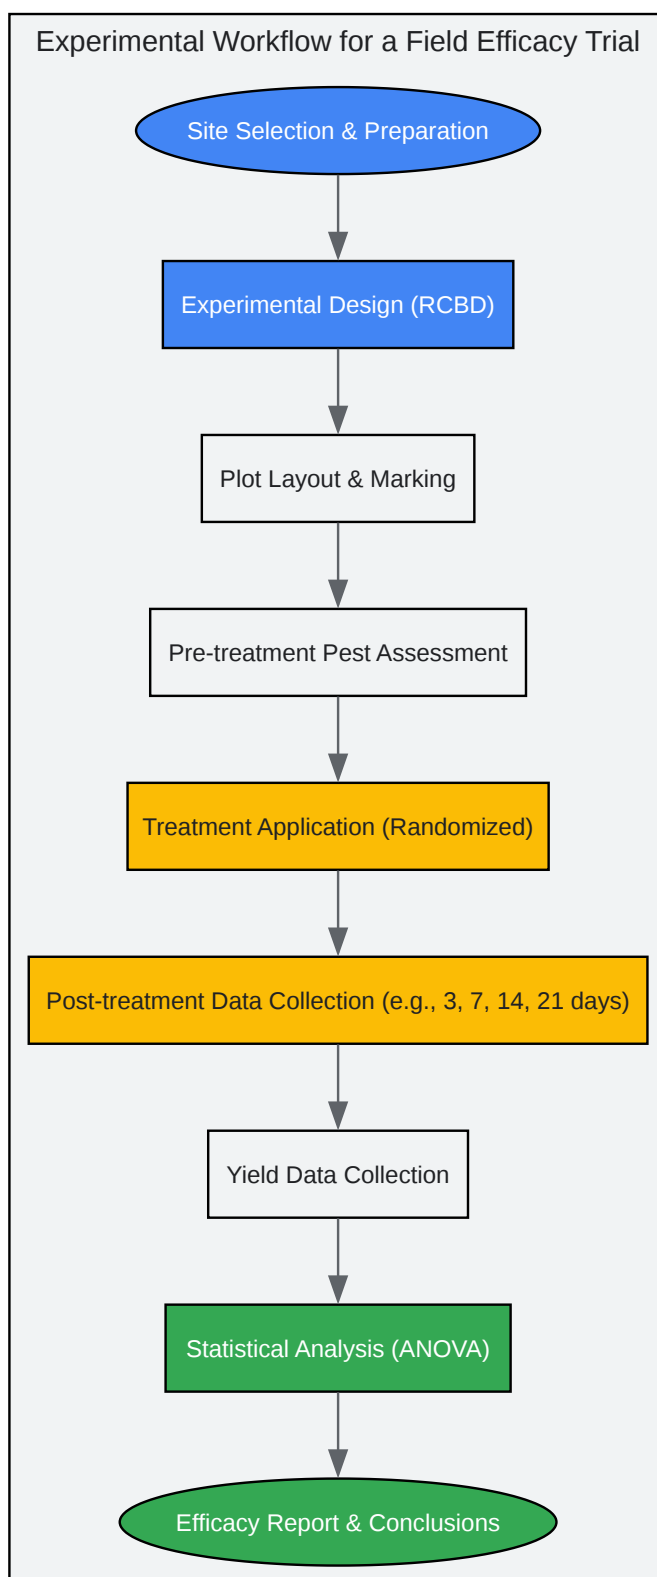 Experimental Workflow for a Field Efficacy Trial
Site Selection & Preparation
Experimental Design (RCBD)
Plot Layout & Marking
Pre-treatment Pest Assessment
Treatment Application (Randomized)
Post-treatment Data Collection (e.g., 3, 7, 14, 21 days)
Yield Data Collection
Statistical Analysis (ANOVA)
Efficacy Report & Conclusions